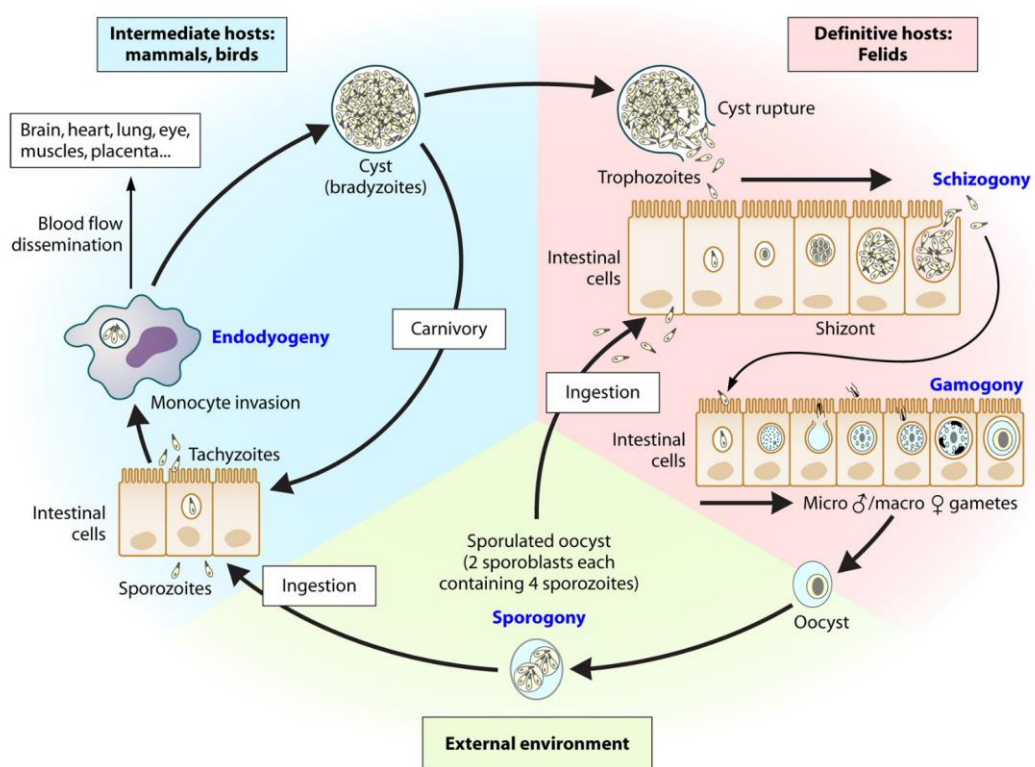 Intermediate hosts:
mammals, birds
Definitive hosts:
Felids
Brain, heart, lung, eye,
muscles, placenta...
Blood flow
dissemination
Cyst
(bradyzoites)
Cyst rupture
Trophozoites
Schizogony
Intestinal
cells
Shizont
Endodyogeny
Carnivory
Monocyte invasion
Ingestion
Gamogony
Tachyzoites
Intestinal
cells
Intestinal
cells
Micro ♂/macro ♀ gametes
Sporozoites
Ingestion
Sporulated oocyst
(2 sporoblasts each
containing 4 sporozoites)
Sporogony
Oocyst
External environment